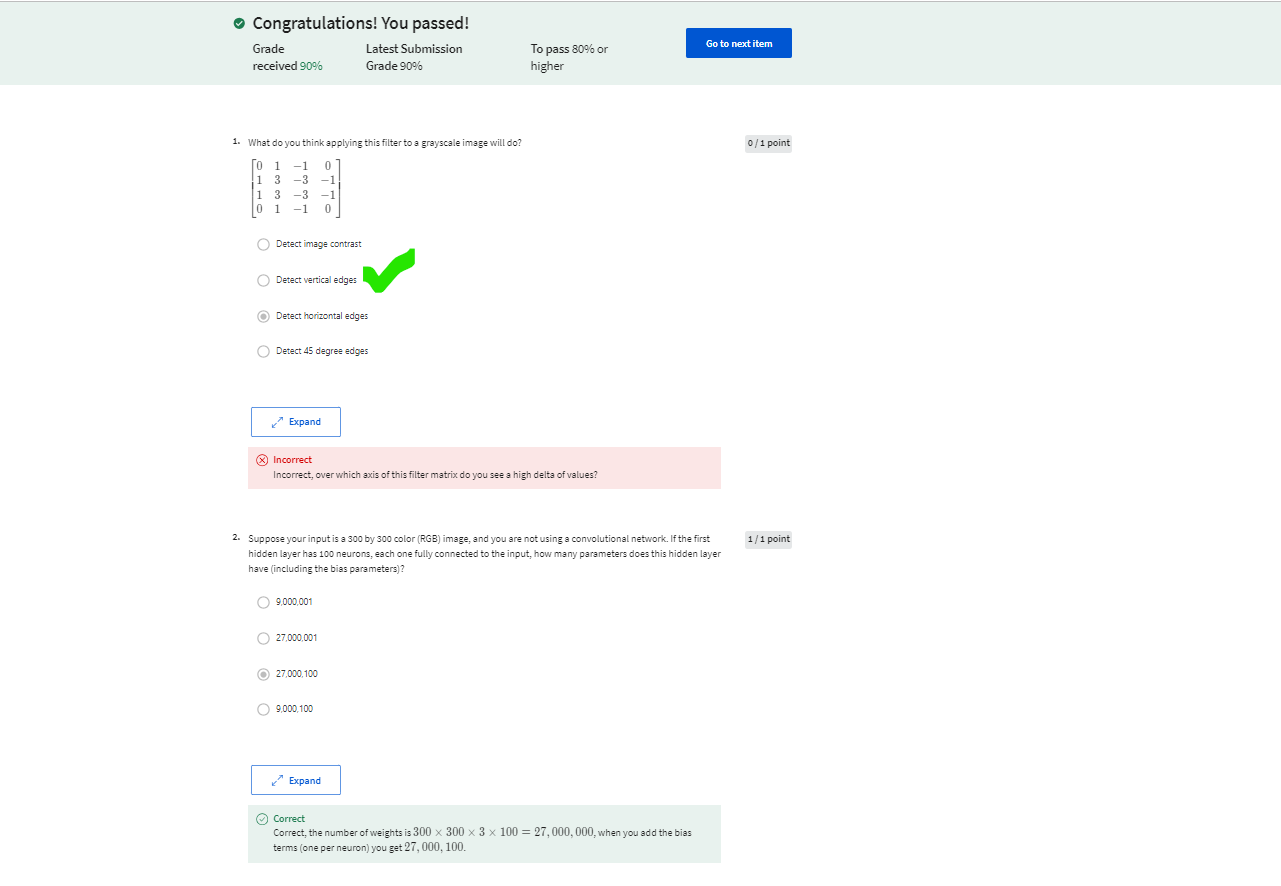 Congratulations! You passed!
Grade received 90%
Latest Submission Grade 90%
To pass 80% or higher
Go to next item
1. What do you think applying this filter to a grayscale image will do?
0 / 1 point
0 1 −1 0
1 3 −3 −1
1 3 −3 −1
0 1 −1 0
Detect image contrast
Detect vertical edges
Detect horizontal edges
Detect 45 degree edges
Expand
Incorrect
Incorrect, over which axis of this filter matrix do you see a high delta of values?
2. Suppose your input is a 300 by 300 color (RGB) image, and you are not using a convolutional network. If the first
1 / 1 point
hidden layer has 100 neurons, each one fully connected to the input, how many parameters does this hidden layer
have (including the bias parameters)?
9,000,001
27,000,001
27,000,100
9,000,100
Expand
Correct
Correct, the number of weights is 300 × 300 × 3 × 100 = 27, 000, 000, when you add the bias
terms (one per neuron) you get 27, 000, 100.